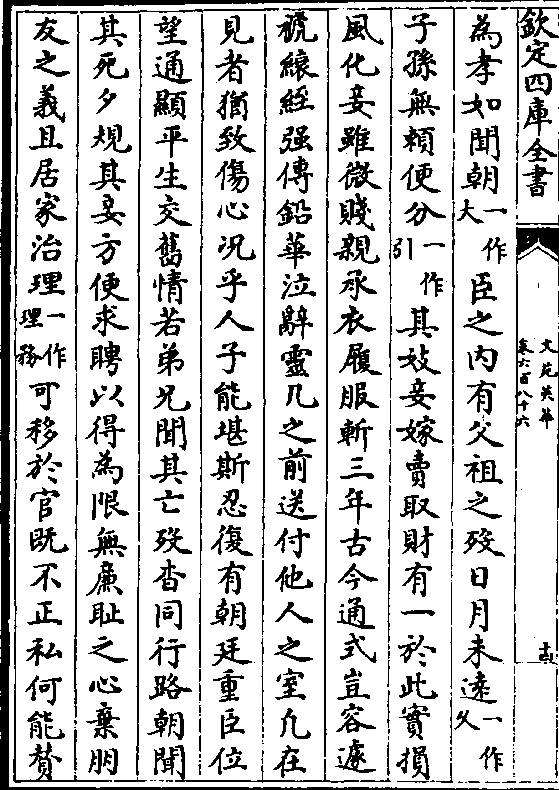 欽定四庫全書
文苑英華
卷六百八十六
為孝如聞朝一作大臣之内有父祖之歿日月未遠一作久
子孫無賴便分一作引其妓妾嫁賣取財有一於此實損
風化妾雖微賤親承衣履服斬三年古今通式豈容遽
褫縗絰强傅鉛華泣辭靈几之前送付他人之室凡在
見者猶致傷心况乎人子能堪斯忍復有朝廷重臣位
望通顯平生交舊情若弟兄聞其亡歿杳同行路朝聞
其死夕規其妾方便求聘以得為限無亷耻之心棄朋
友之義且居家治理一作理務可移於官既不正私何能賛